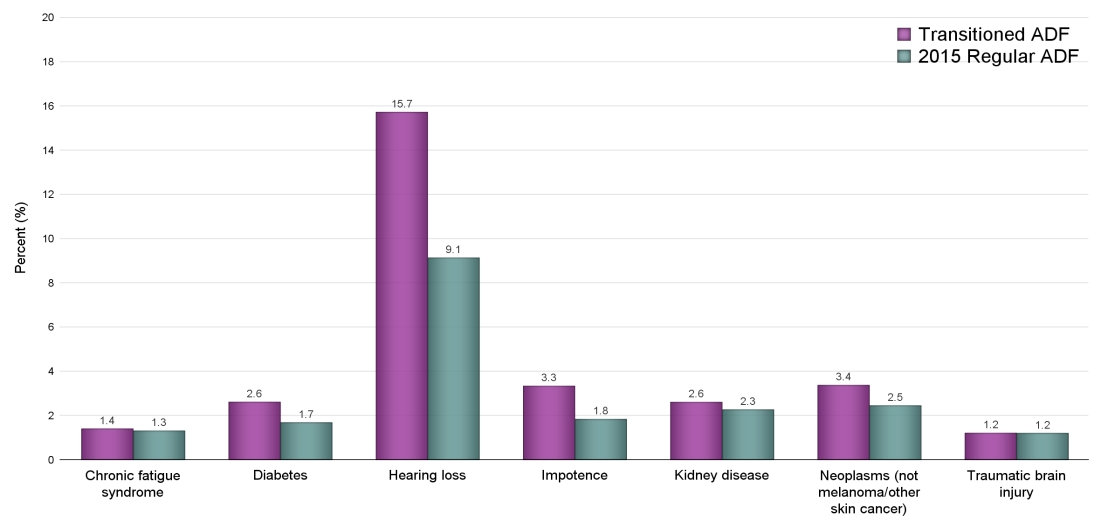 20
18
16
14
12
10
8
6
4
2
0
Percent (%)
Transitioned ADF
2015 Regular ADF
1.4
1.3
2.6
1.7
15.7
9.1
3.3
1.8
2.6
2.3
3.4
2.5
1.2
1.2
Chronic fatigue
syndrome
Diabetes
Hearing loss
Impotence
Kidney disease
Neoplasms (not
melanoma/other
skin cancer)
Traumatic brain
injury